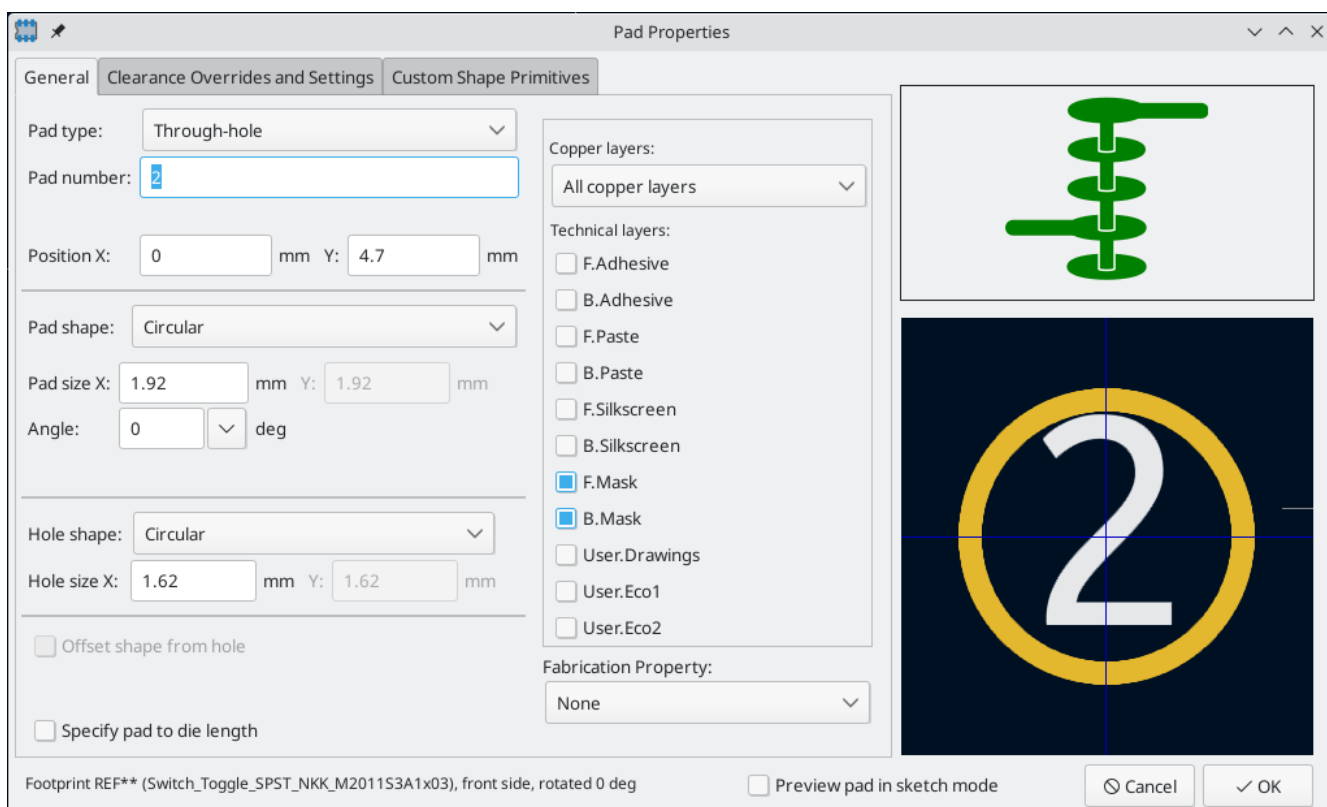 Pad Properties
General
Clearance Overrides and Settings
Custom Shape Primitives
Pad type: Through-hole
Pad number: 2
Position X: 0 mm Y: 4.7 mm
Pad shape: Circular
Pad size X: 1.92 mm Y: 1.92 mm
Angle: 0 deg
Hole shape: Circular
Hole size X: 1.62 mm Y: 1.62 mm
Offset shape from hole
Specify pad to die length
Copper layers:
All copper layers
Technical layers:
F.Adhesive
B.Adhesive
F.Paste
B.Paste
F.Silkscreen
B.Silkscreen
F.Mask
B.Mask
User.Drawings
User.Eco1
User.Eco2
Fabrication Property:
None
2
Footprint REF** (Switch_Toggle_SPST_NKK_M2011S3A1x03), front side, rotated 0 deg
Preview pad in sketch mode
Cancel
OK